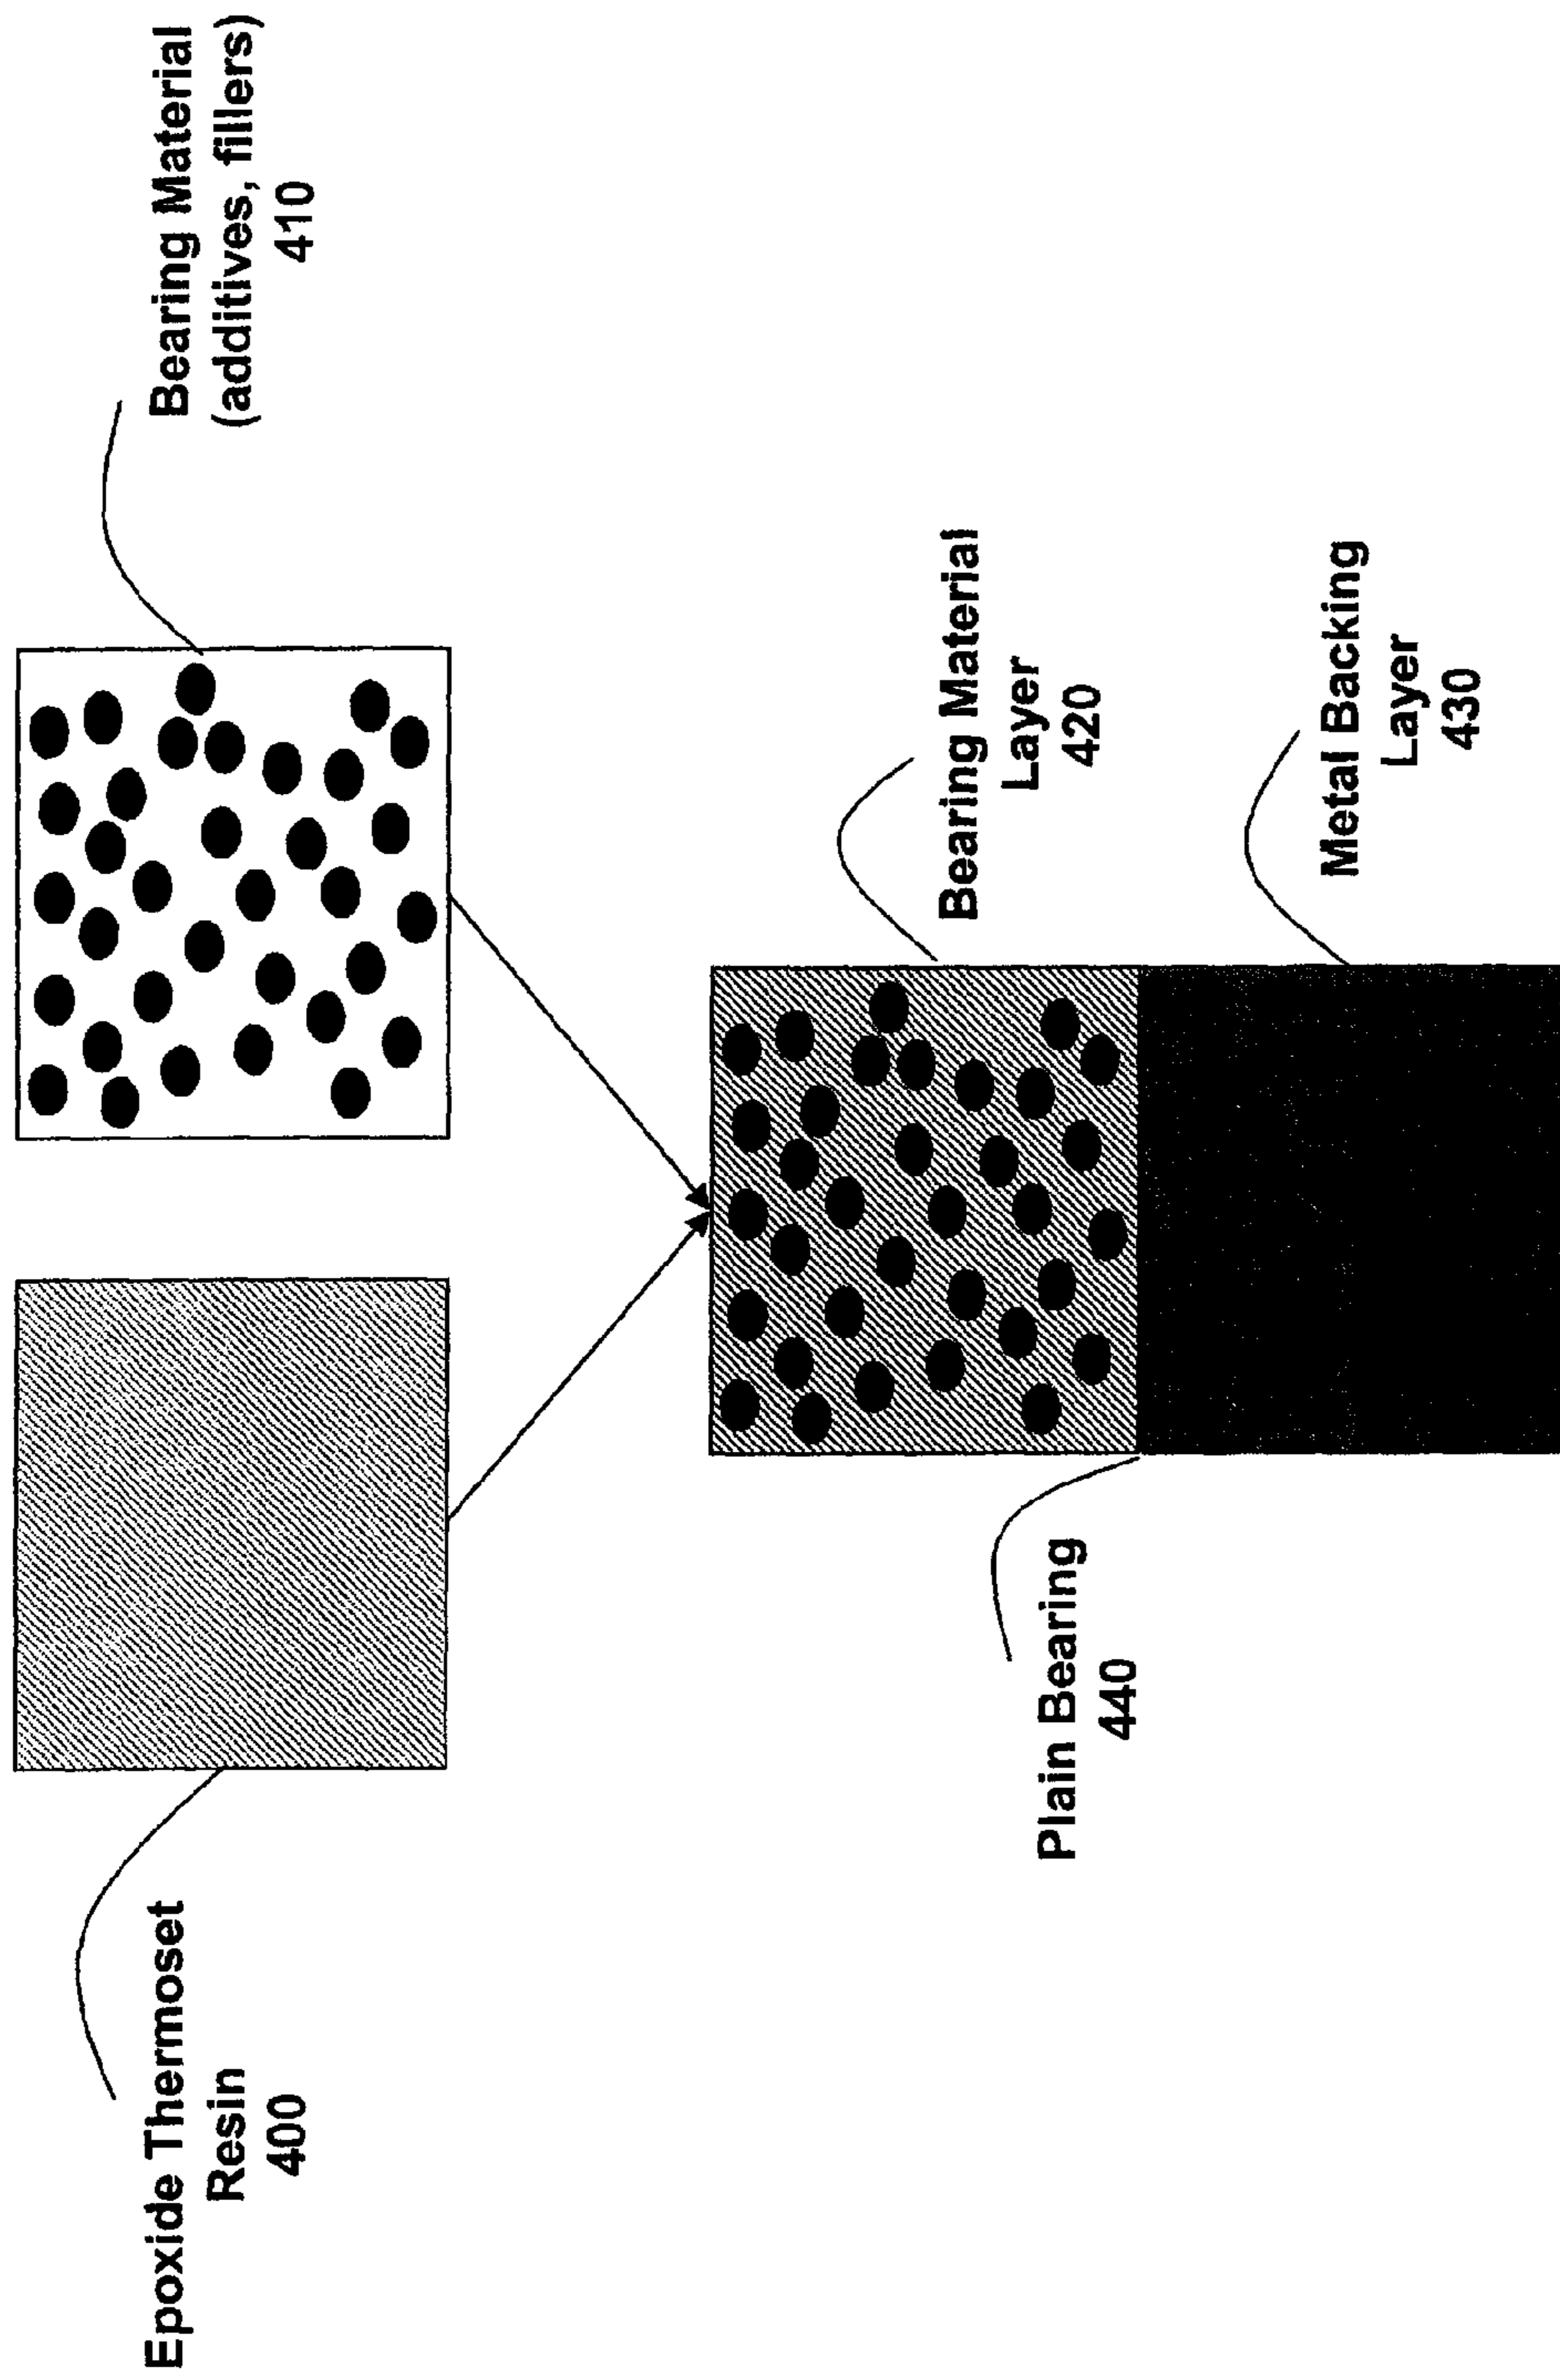 Epoxide Thermoset
Resin
400
Bearing Material
(additives, fillers)
410
Plain Bearing
440
Bearing Material
Layer
420
Metal Backing
Layer
430